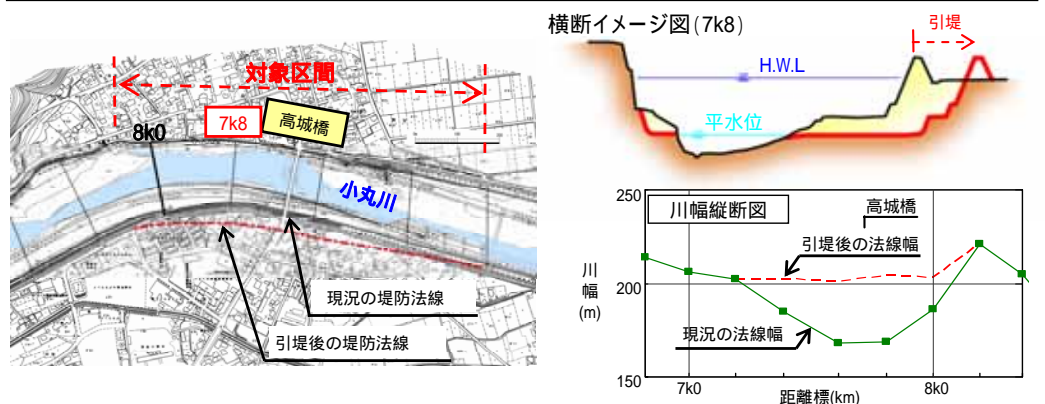 対象区間
7k8
高城橋
8k0
小丸川
現況の堤防法線
引堤後の堤防法線
横断イメージ図(7k8)
引堤
H.W.L
平水位
川幅縦断図
高城橋
引堤後の法線幅
現況の法線幅
250
200
150
川幅
(m)
7k0
8k0
距離標(km)